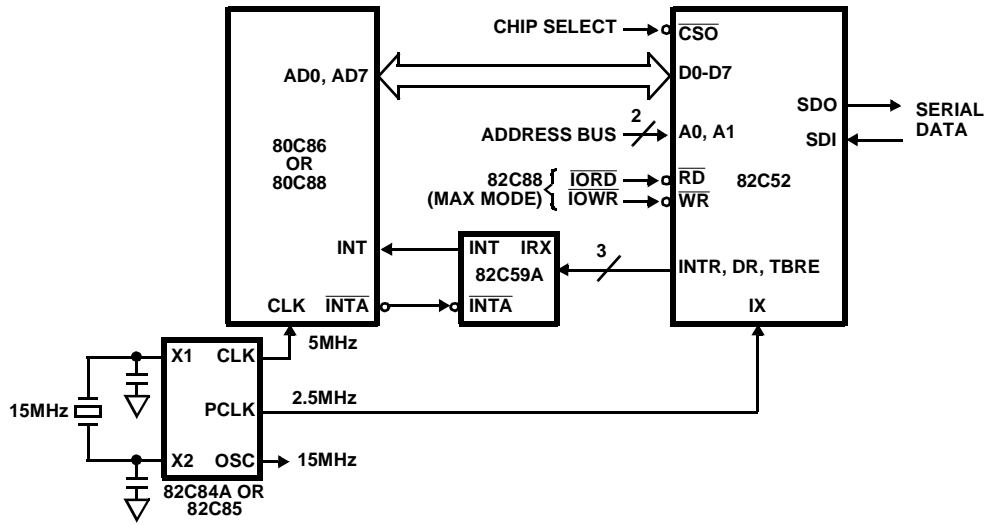 CHIP SELECT
CSO
AD0, AD7
D0-D7
SDO
SERIAL
DATA
SDI
2
ADDRESS BUS
A0, A1
80C86
OR
80C88
82C88
(MAX MODE)
IORD
IOWR
RD
WR
82C52
INT
INT IRX
82C59A
3
INTR, DR, TBRE
CLK
INTA
INTA
IX
5MHz
X1
CLK
15MHz
PCLK
2.5MHz
X2
OSC
15MHz
82C84A OR
82C85